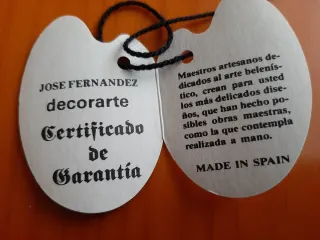 JOSE FERNANDEZ
decorarte
Certificado
de
Garantía
Maestros artesanos de-
dicados al arte belenís-
tico, crean para usted
los más delicados dise-
ños, que han hecho po-
sibles obras maestras,
como la que contempla
realizada a mano.
MADE IN SPAIN